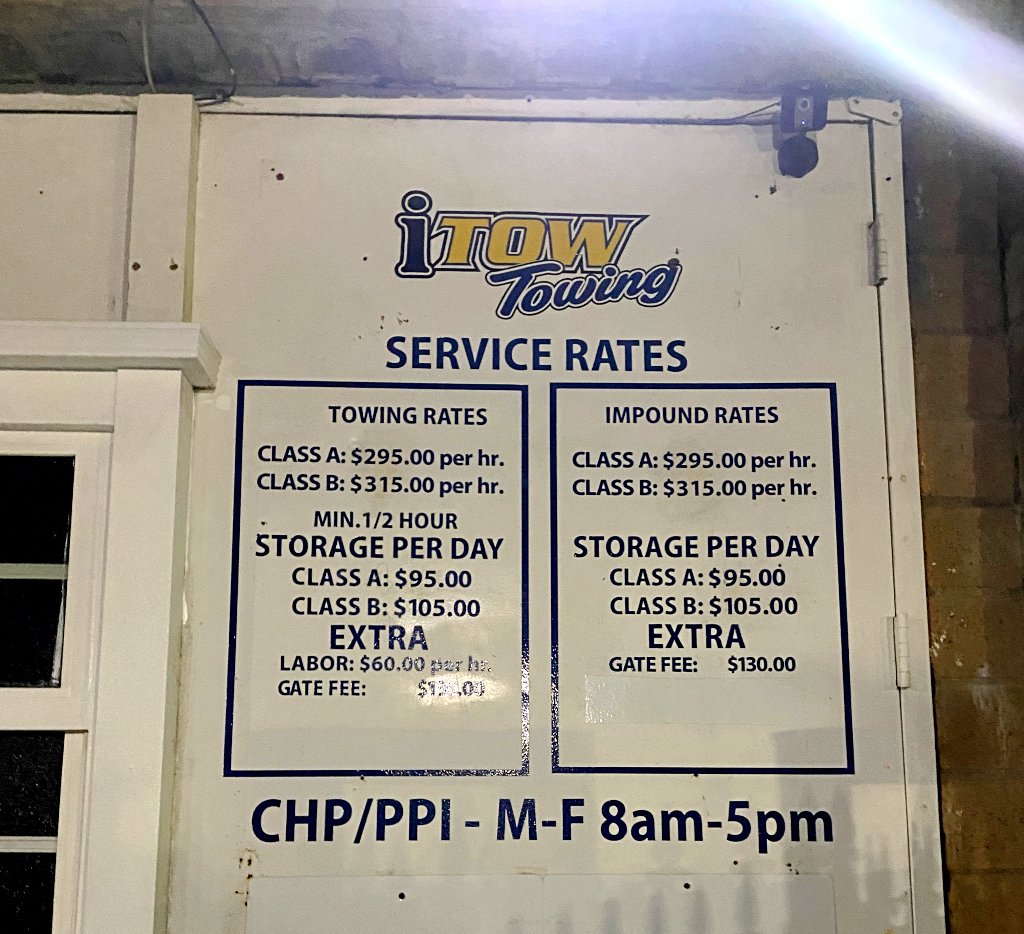 iTOW
Towing
SERVICE RATES
TOWING RATES
CLASS A: $295.00 per hr.
CLASS B: $315.00 per hr.
MIN.1/2 HOUR
STORAGE PER DAY
CLASS A: $95.00
CLASS B: $105.00
EXTRA
LABOR: $60.00 per hr.
GATE FEE:
IMPOUND RATES
CLASS A: $295.00 per hr.
CLASS B: $315.00 per hr.
STORAGE PER DAY
CLASS A: $95.00
CLASS B: $105.00
EXTRA
GATE FEE: $130.00
CHP/PPI - M-F 8am-5pm